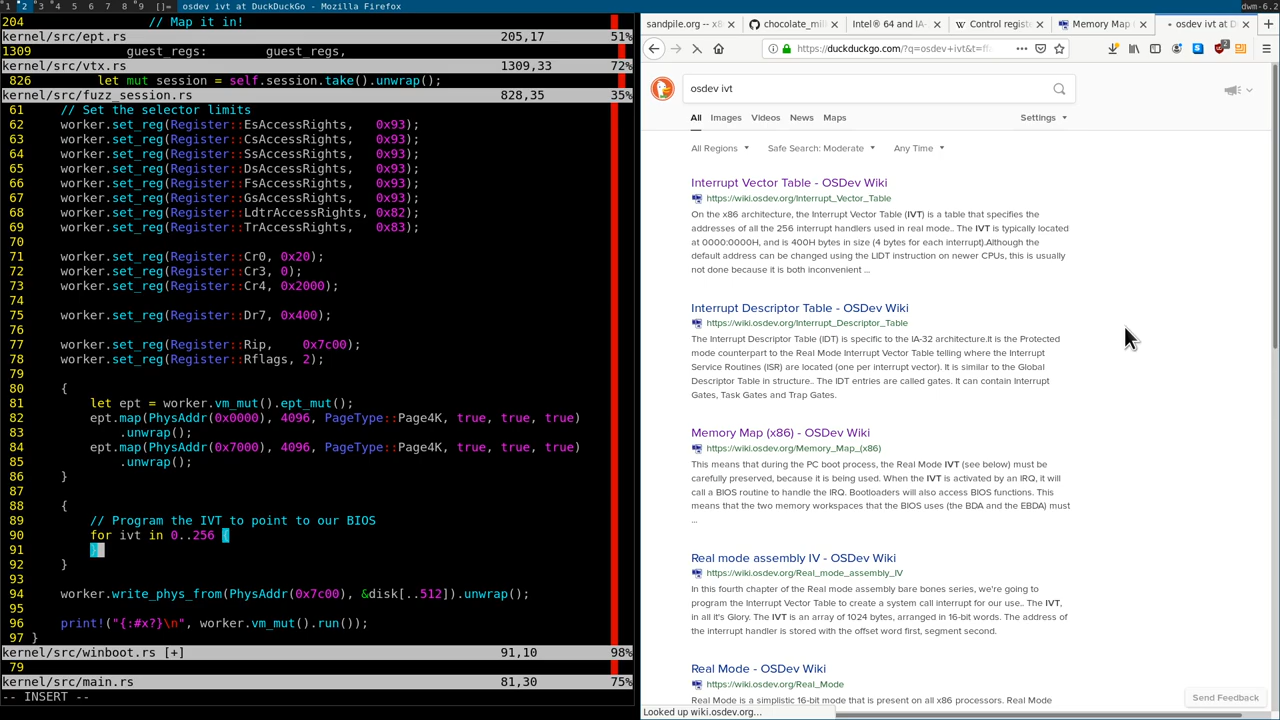 1 2 3 4 5 6 7 8 9 []= osdev ivt at DuckDuckGo - Mozilla Firefox dwm-6.2
204 // Map it in!
kernel/src/ept.rs 205,17 51%
1309 guest_regs: guest_regs,
kernel/src/vtx.rs 1309,33 72%
826 let mut session = self.session.take().unwrap();
kernel/src/fuzz_session.rs 828,35 35%
61 // Set the selector limits
62 worker.set_reg(Register::EsAccessRights, 0x93);
63 worker.set_reg(Register::CsAccessRights, 0x93);
64 worker.set_reg(Register::SsAccessRights, 0x93);
65 worker.set_reg(Register::DsAccessRights, 0x93);
66 worker.set_reg(Register::FsAccessRights, 0x93);
67 worker.set_reg(Register::GsAccessRights, 0x93);
68 worker.set_reg(Register::LdtrAccessRights, 0x82);
69 worker.set_reg(Register::TrAccessRights, 0x83);
70
71 worker.set_reg(Register::Cr0, 0x20);
72 worker.set_reg(Register::Cr3, 0);
73 worker.set_reg(Register::Cr4, 0x2000);
74
75 worker.set_reg(Register::Dr7, 0x400);
76
77 worker.set_reg(Register::Rip, 0x7c00);
78 worker.set_reg(Register::Rflags, 2);
79
80 {
81 let ept = worker.vm_mut().ept_mut();
82 ept.map(PhysAddr(0x0000), 4096, PageType::Page4K, true, true, true)
83 .unwrap();
84 ept.map(PhysAddr(0x7000), 4096, PageType::Page4K, true, true, true)
85 .unwrap();
86 }
87
88 {
89 // Program the IVT to point to our BIOS
90 for ivt in 0..256 {
91 }
92 }
93
94 worker.write_phys_from(PhysAddr(0x7c00), &disk[..512]).unwrap();
95
96 print!("{:#x?}\n", worker.vm_mut().run());
97 }
kernel/src/winboot.rs [+] 91,10 98%
79
kernel/src/main.rs 81,30 75%
-- INSERT --
sandpile.org -- x8 chocolate_mil Intel® 64 and IA- Control registe Memory Map ( osdev ivt at Du
https://duckduckgo.com/?q=osdev+ivt&t=ff
osdev ivt
All Images Videos News Maps Settings
All Regions Safe Search: Moderate Any Time
Interrupt Vector Table - OSDev Wiki
https://wiki.osdev.org/Interrupt_Vector_Table
On the x86 architecture, the Interrupt Vector Table (IVT) is a table that specifies the
addresses of all the 256 interrupt handlers used in real mode.. The IVT is typically located
at 0000:0000H, and is 400H bytes in size (4 bytes for each interrupt).Although the
default address can be changed using the LIDT instruction on newer CPUs, this is usually
not done because it is both inconvenient ...
Interrupt Descriptor Table - OSDev Wiki
https://wiki.osdev.org/Interrupt_Descriptor_Table
The Interrupt Descriptor Table (IDT) is specific to the IA-32 architecture.It is the Protected
mode counterpart to the Real Mode Interrupt Vector Table telling where the Interrupt
Service Routines (ISR) are located (one per interrupt vector). It is similar to the Global
Descriptor Table in structure.. The IDT entries are called gates. It can contain Interrupt
Gates, Task Gates and Trap Gates.
Memory Map (x86) - OSDev Wiki
https://wiki.osdev.org/Memory_Map_(x86)
This means that during the PC boot process, the Real Mode IVT (see below) must be
carefully preserved, because it is being used. When the IVT is activated by an IRQ, it will
call a BIOS routine to handle the IRQ. Bootloaders will also access BIOS functions. This
means that the two memory workspaces that the BIOS uses (the BDA and the EBDA) must
...
Real mode assembly IV - OSDev Wiki
https://wiki.osdev.org/Real_mode_assembly_IV
In this fourth chapter of the Real mode assembly bare bones series, we're going to
program the Interrupt Vector Table to create a system call interrupt for our use.. The IVT,
in all it's Glory. The IVT is an array of 1024 bytes, arranged in 16-bit words. The address of
the interrupt handler is stored with the offset word first, segment second.
Real Mode - OSDev Wiki
https://wiki.osdev.org/Real_Mode
Real Mode is a simplistic 16-bit mode that is present on all x86 processors. Real Mode
Send Feedback
Looked up wiki.osdev.org...